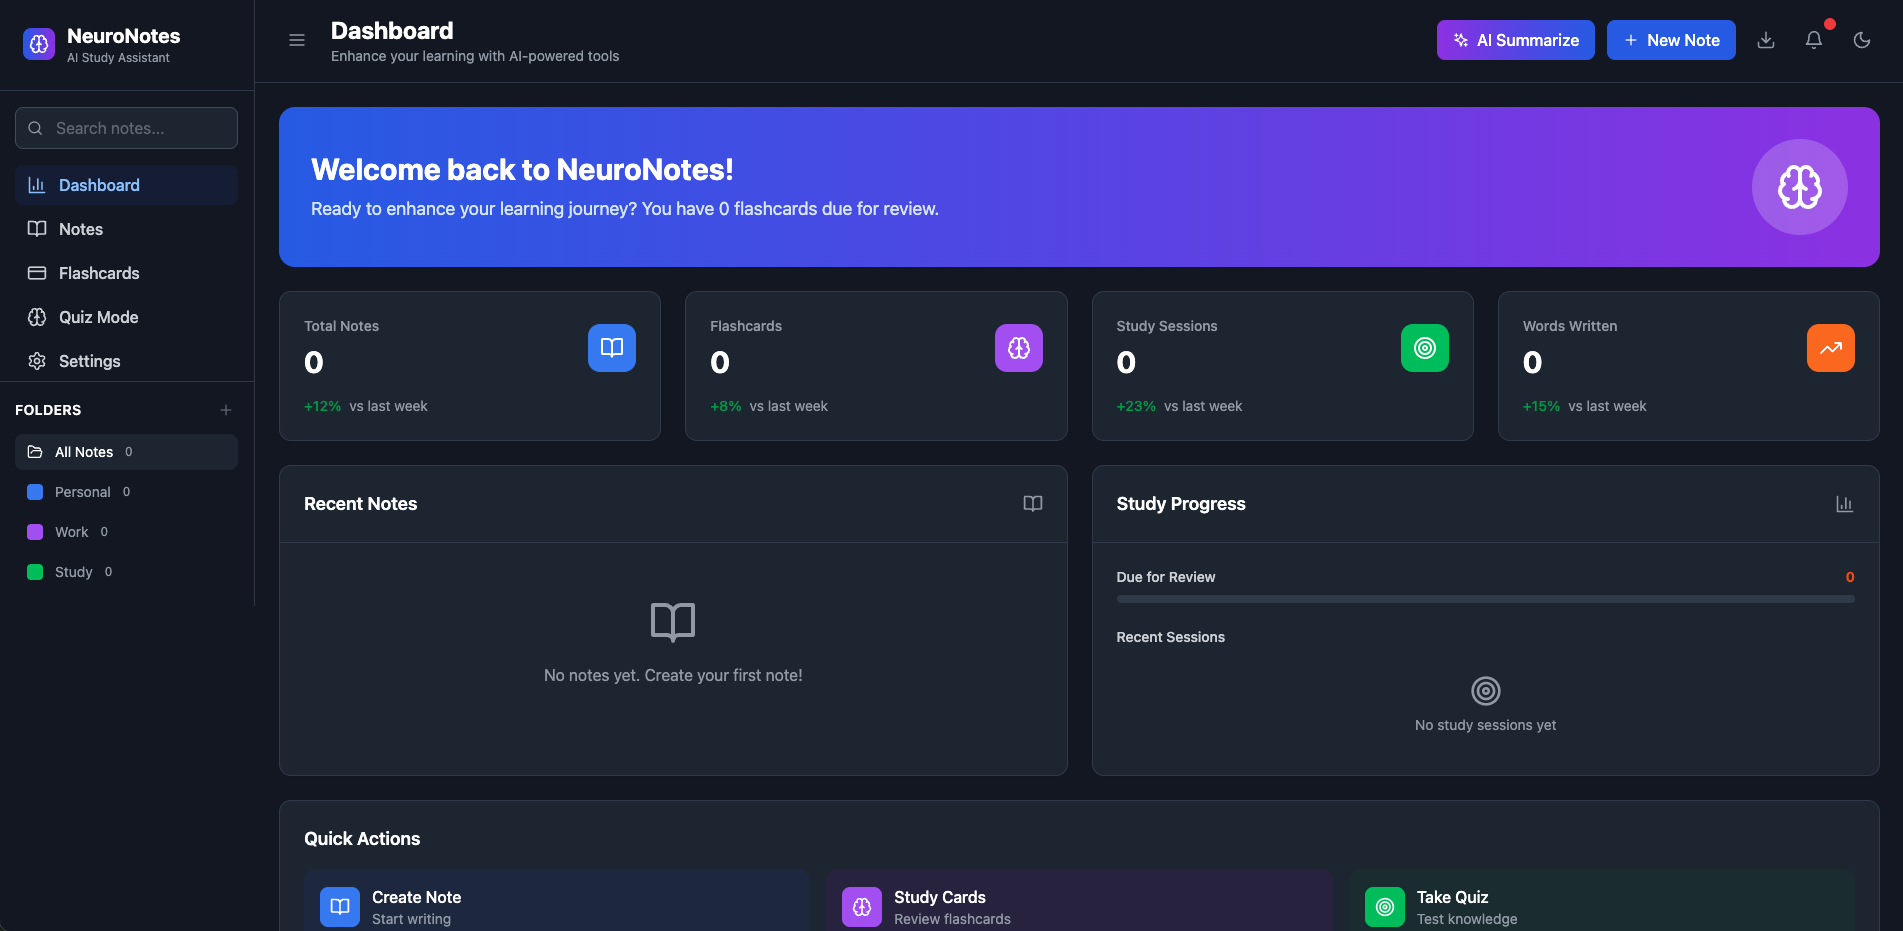 NeuroNotes
AI Study Assistant
Search notes...
Dashboard
Notes
Flashcards
Quiz Mode
Settings
FOLDERS
All Notes 0
Personal 0
Work 0
Study 0
Dashboard
Enhance your learning with AI-powered tools
AI Summarize
New Note
Welcome back to NeuroNotes!
Ready to enhance your learning journey? You have 0 flashcards due for review.
Total Notes
0
+12% vs last week
Flashcards
0
+8% vs last week
Study Sessions
0
+23% vs last week
Words Written
0
+15% vs last week
Recent Notes
No notes yet. Create your first note!
Study Progress
Due for Review 0
Recent Sessions
No study sessions yet
Quick Actions
Create Note
Start writing
Study Cards
Review flashcards
Take Quiz
Test knowledge